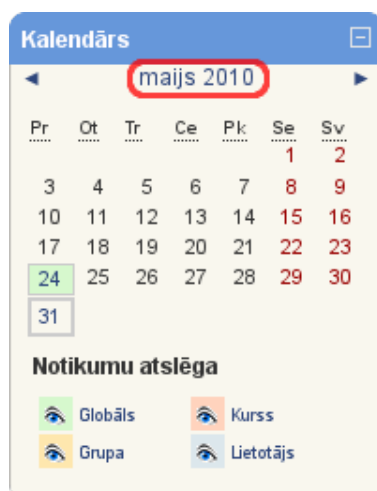 Kalendārs
◄ maijs 2010 ►
Pr Ot Tr Ce Pk Se Sv
1 2
3 4 5 6 7 8 9
10 11 12 13 14 15 16
17 18 19 20 21 22 23
24 25 26 27 28 29 30
31
Notikumu atslēga
Globāls Kurss
Grupa Lietotājs